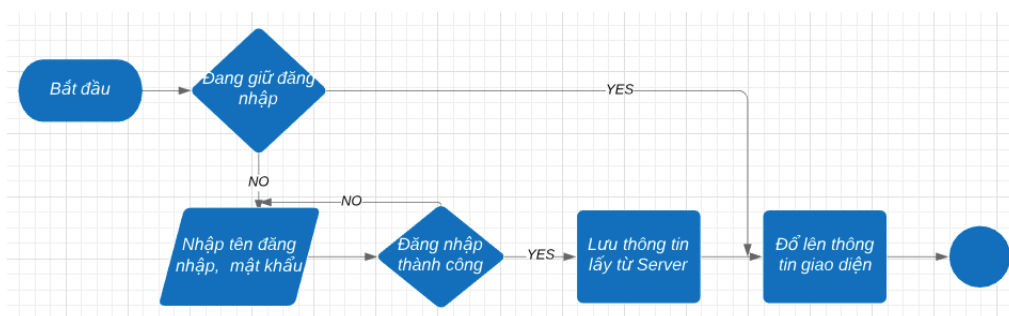 Bắt đầu
Đang giữ đăng
nhập
YES
NO
NO
Nhập tên đăng
nhập, mật khẩu
Đăng nhập
thành công
YES
Lưu thông tin
lấy từ Server
Đổ lên thông
tin giao diện